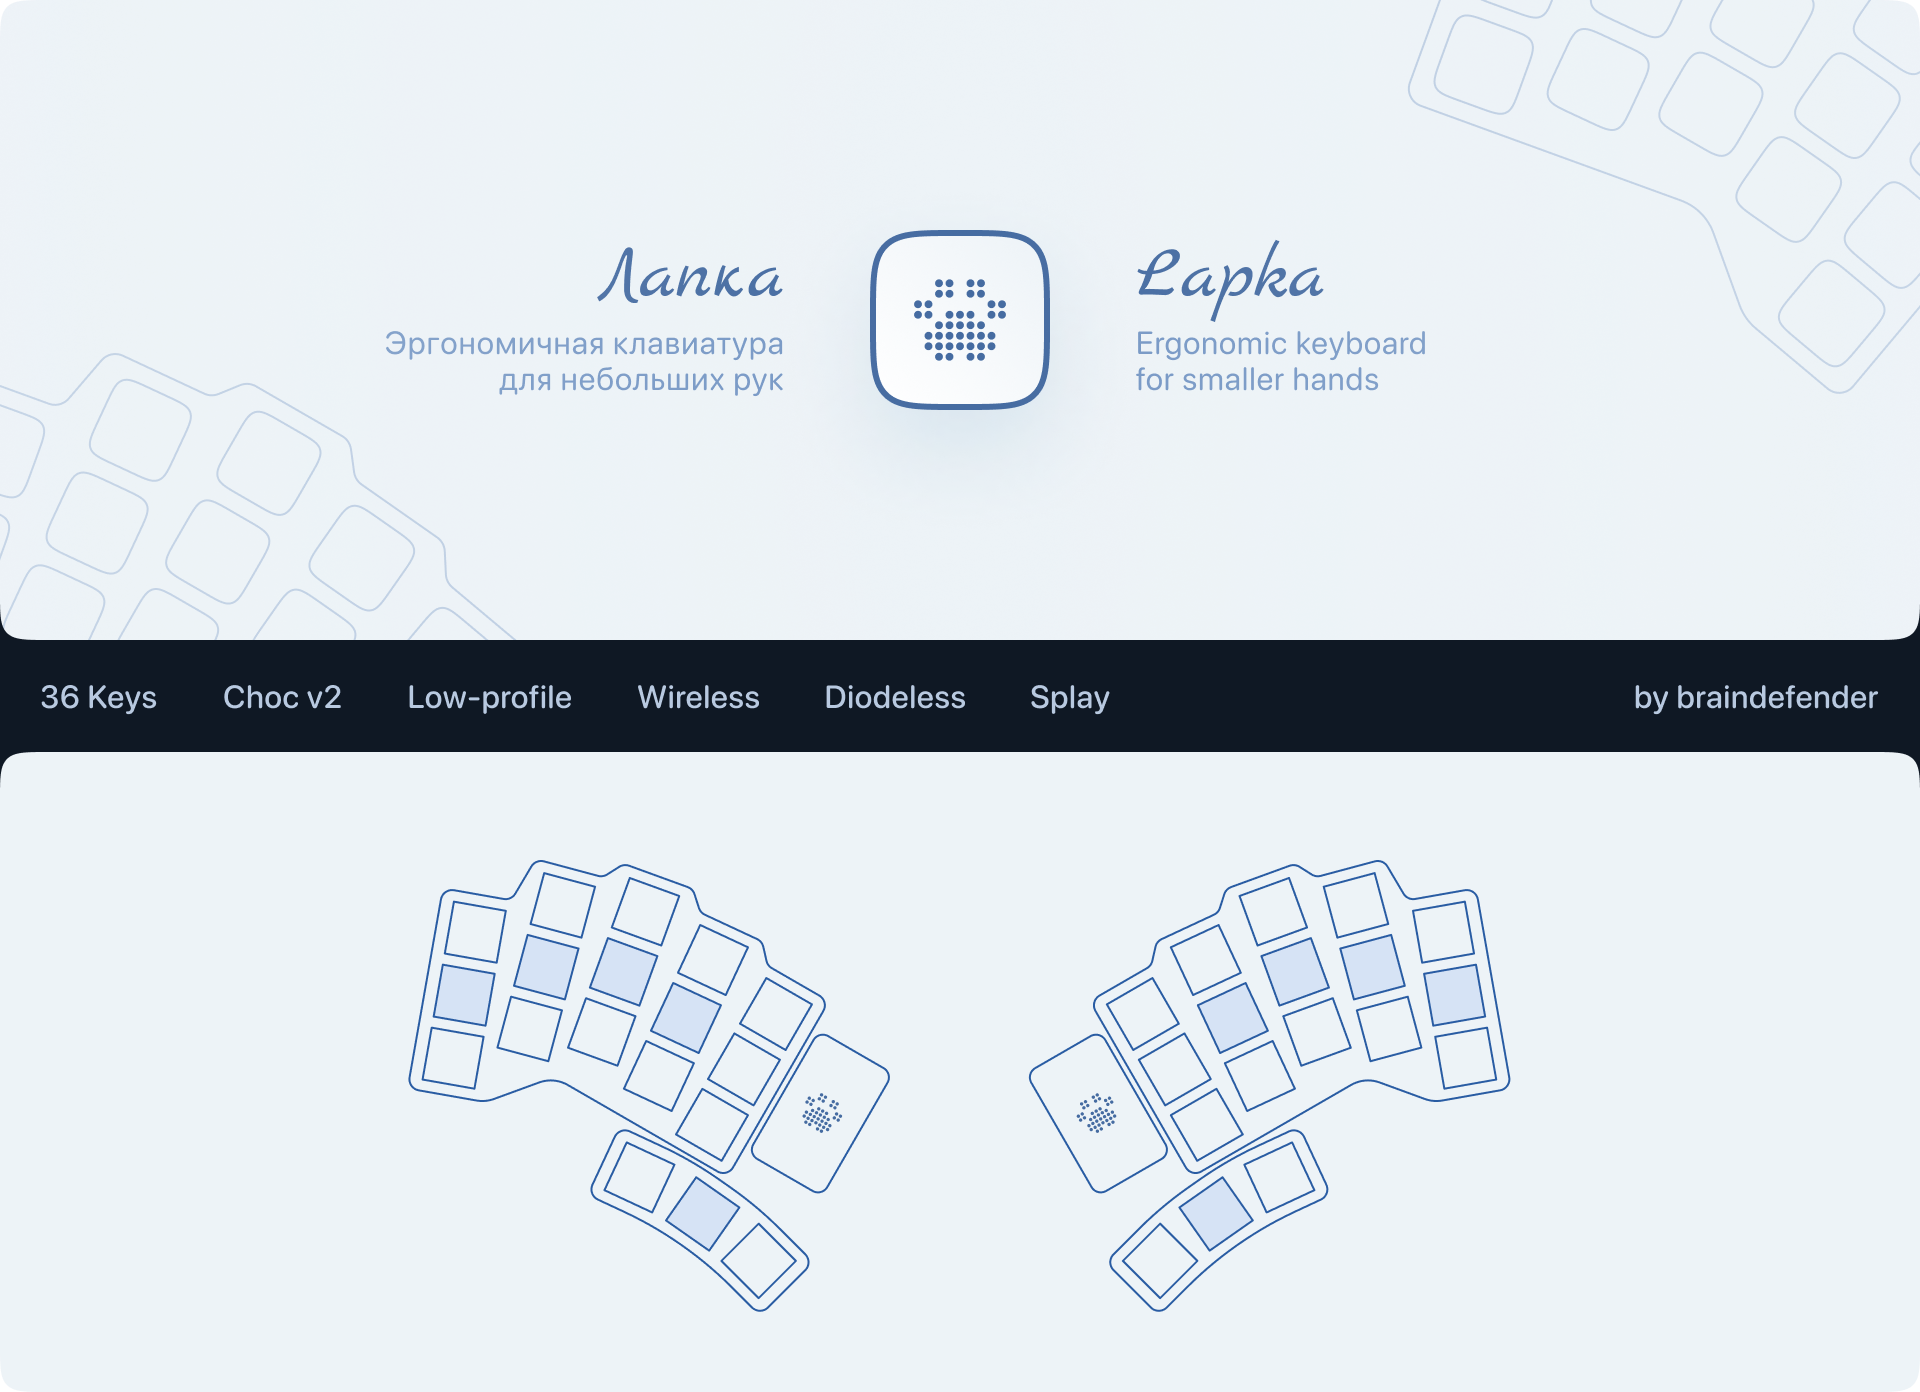 Лапка
Эргономичная клавиатура
для небольших рук
Łapka
Ergonomic keyboard
for smaller hands
36 Keys Choc v2 Low-profile Wireless Diodeless Splay by braindefender